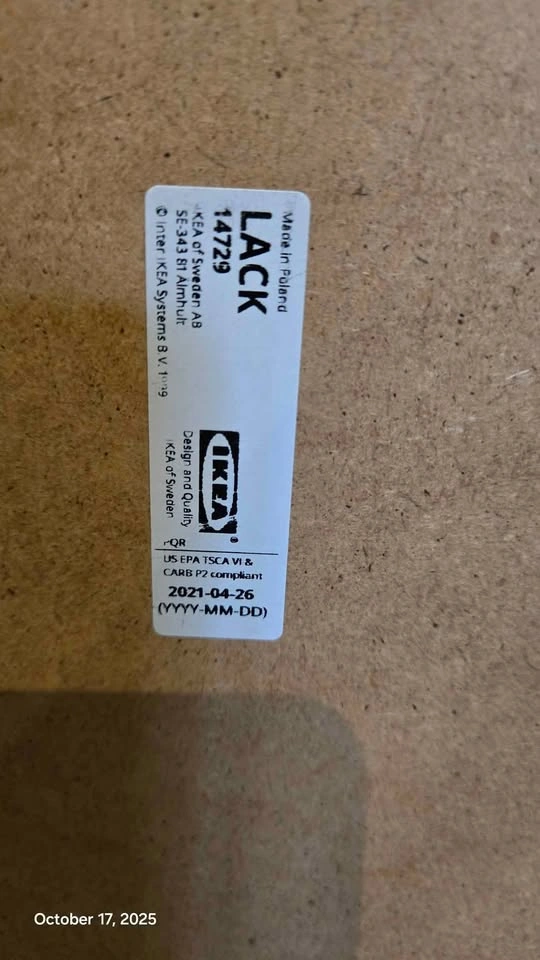 Made in Poland
LACK
14729
IKEA of Sweden AB
SE-343 81 Älmhult
© Inter IKEA Systems B.V.
IKEA®
Design and Quality
IKEA of Sweden
US EPA TSCA VI &
CARB P2 compliant
2021-04-26
(YYYY-MM-DD)
October 17, 2025